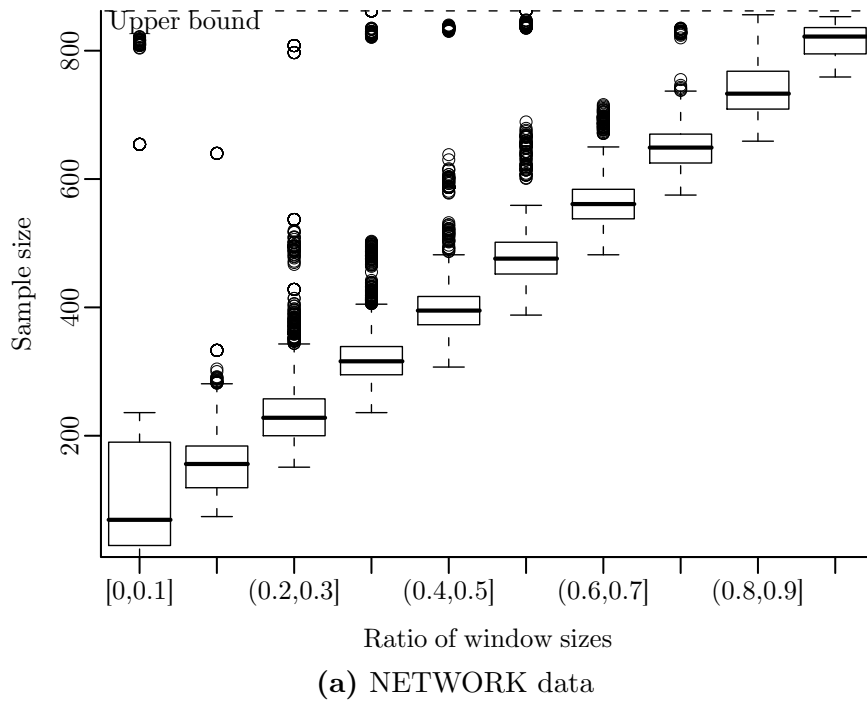 Upper bound
800
600
400
200
Sample size
[0,0.1] (0.2,0.3] (0.4,0.5] (0.6,0.7] (0.8,0.9]
Ratio of window sizes
(a) NETWORK data